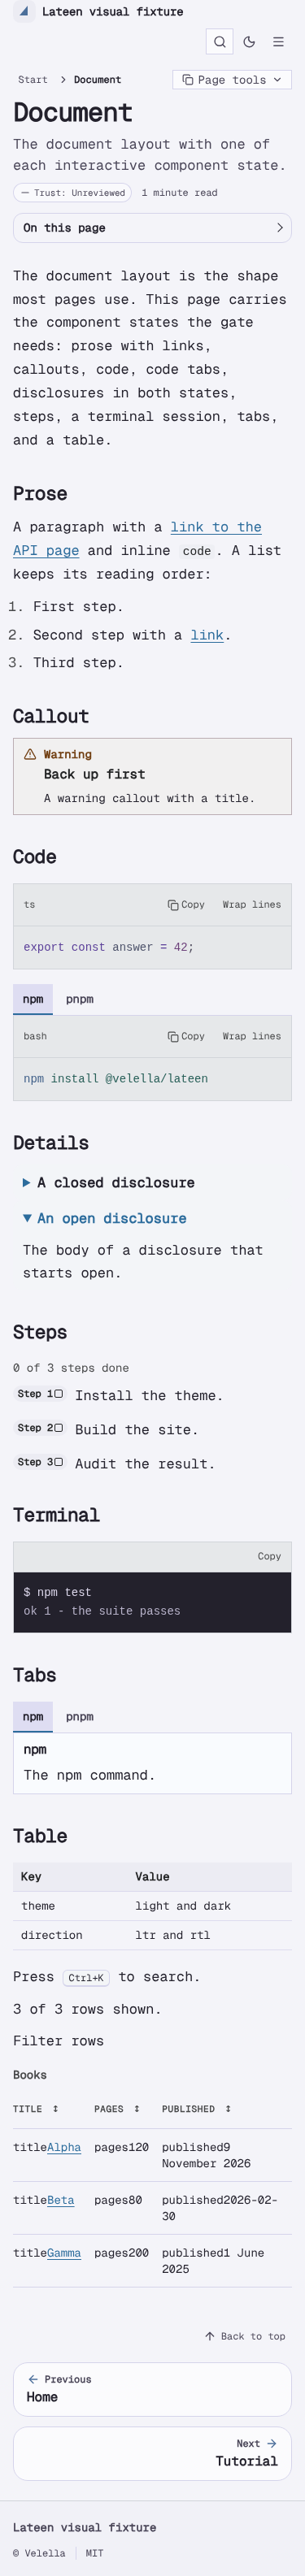 Lateen visual fixture
Start > Document
Page tools
Document
The document layout with one of
each interactive component state.
Trust: Unreviewed
1 minute read
On this page
The document layout is the shape
most pages use. This page carries
the component states the gate
needs: prose with links,
callouts, code, code tabs,
disclosures in both states,
steps, a terminal session, tabs,
and a table.
Prose
A paragraph with a link to the
API page and inline code. A list
keeps its reading order:
1. First step.
2. Second step with a link.
3. Third step.
Callout
Warning
Back up first
A warning callout with a title.
Code
ts Copy Wrap lines
export const answer = 42;
npm pnpm
bash Copy Wrap lines
npm install @velella/lateen
Details
A closed disclosure
An open disclosure
The body of a disclosure that
starts open.
Steps
0 of 3 steps done
Step 1 Install the theme.
Step 2 Build the site.
Step 3 Audit the result.
Terminal
Copy
$ npm test
ok 1 - the suite passes
Tabs
npm pnpm
npm
The npm command.
Table
Key Value
theme light and dark
direction ltr and rtl
Press Ctrl+K to search.
3 of 3 rows shown.
Filter rows
Books
TITLE ↕ PAGES ↕ PUBLISHED ↕
titleAlpha pages120 published9
November 2026
titleBeta pages80 published2026-02-
30
titleGamma pages200 published1 June
2025
Back to top
Previous
Home
Next
Tutorial
Lateen visual fixture
© Velella MIT